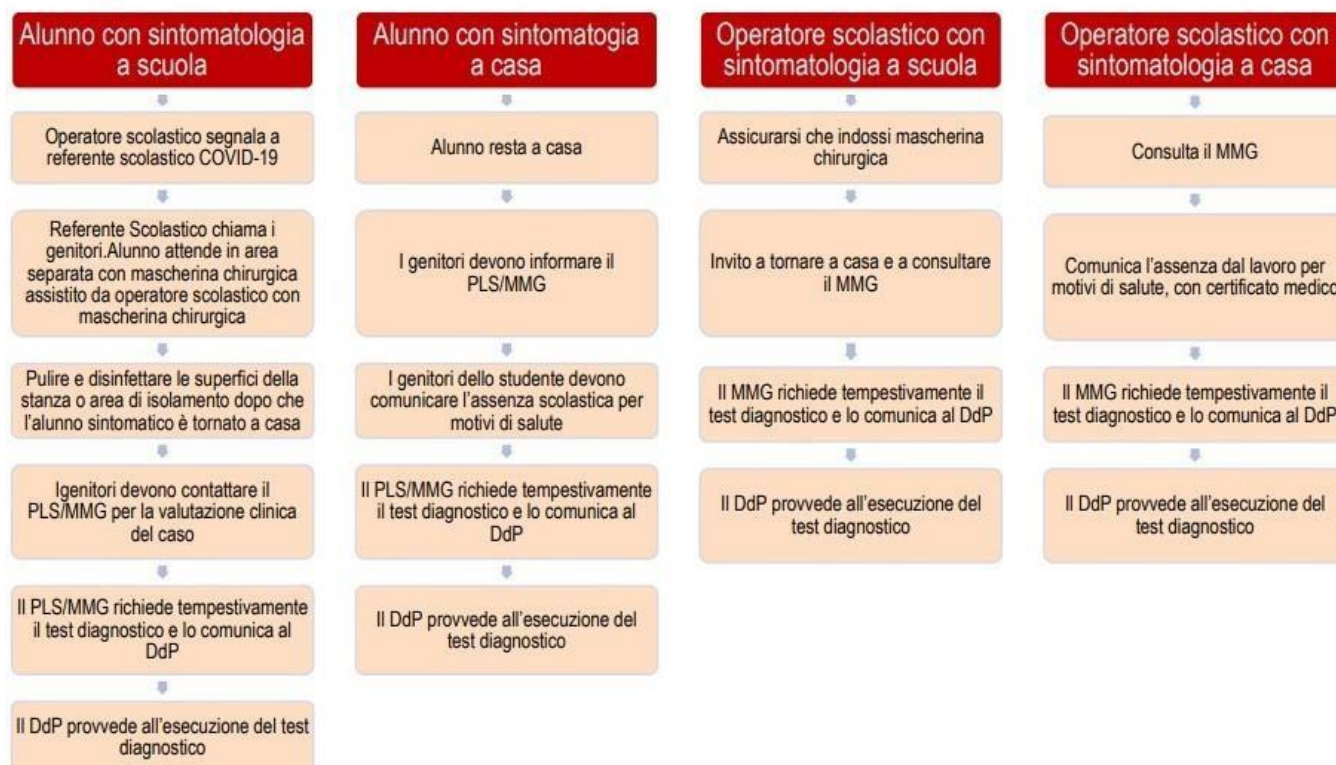 Alunno con sintomatologia
a scuola
Operatore scolastico segnala a
referente scolastico COVID-19
Referente Scolastico chiama i
genitori.Alunno attende in area
separata con mascherina chirurgica
assistito da operatore scolastico con
mascherina chirurgica
Pulire e disinfettare le superfici della
stanza o area di isolamento dopo che
l'alunno sintomatico è tornato a casa
Igenitori devono contattare il
PLS/MMG per la valutazione clinica
del caso
Il PLS/MMG richiede tempestivamente
il test diagnostico e lo comunica al
DdP
Il DdP provvede all'esecuzione del test
diagnostico
Alunno con sintomatogia
a casa
Alunno resta a casa
I genitori devono informare il
PLS/MMG
I genitori dello studente devono
comunicare l'assenza scolastica per
motivi di salute
Il PLS/MMG richiede tempestivamente
il test diagnostico e lo comunica al
DdP
Il DdP provvede all'esecuzione del
test diagnostico
Operatore scolastico con
sintomatologia a scuola
Assicurarsi che indossi mascherina
chirurgica
Invito a tornare a casa e a consultare
il MMG
Il MMG richiede tempestivamente il
test diagnostico e lo comunica al DdP
Il DdP provvede all'esecuzione del
test diagnostico
Operatore scolastico con
sintomatologia a casa
Consulta il MMG
Comunica l'assenza dal lavoro per
motivi di salute, con certificato medico
Il MMG richiede tempestivamente il
test diagnostico e lo comunica al DdP
Il DdP provvede all'esecuzione del
test diagnostico